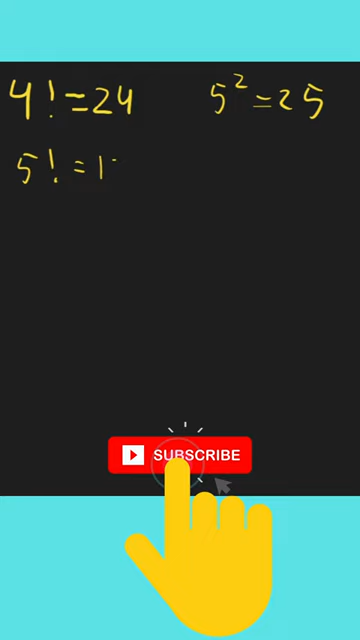 4! = 24 5² = 25
5! = 1
SUBSCRIBE